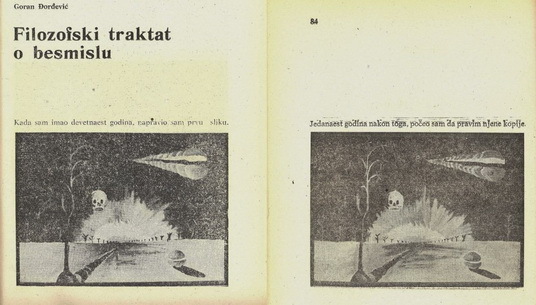 Goran Đorđević
Filozofski traktat
o besmislu
Kada sam imao devetnaest godina, napravio sam prvu sliku.
84
Jedanaest godina nakon toga, počeo sam da pravim njene kopije.